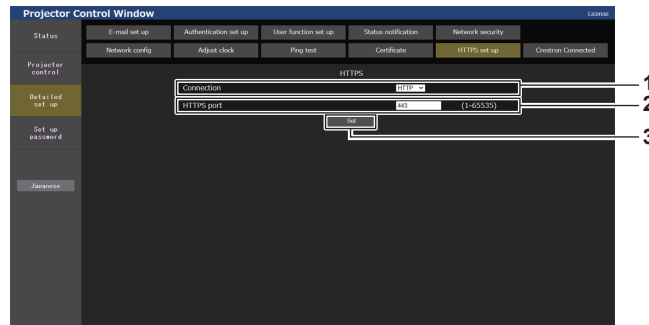 Projector Control Window
License
Status
E-mail set up
Authentication set up
User function set up
Status notification
Network security
Network config
Adjust clock
Ping test
Certificate
HTTPS set up
Crestron Connected
Projector
control
Detailed
set up
Set up
password
Japanese
HTTPS
Connection
HTTP
1
HTTPS port
443
(1-65535)
2
Set
3